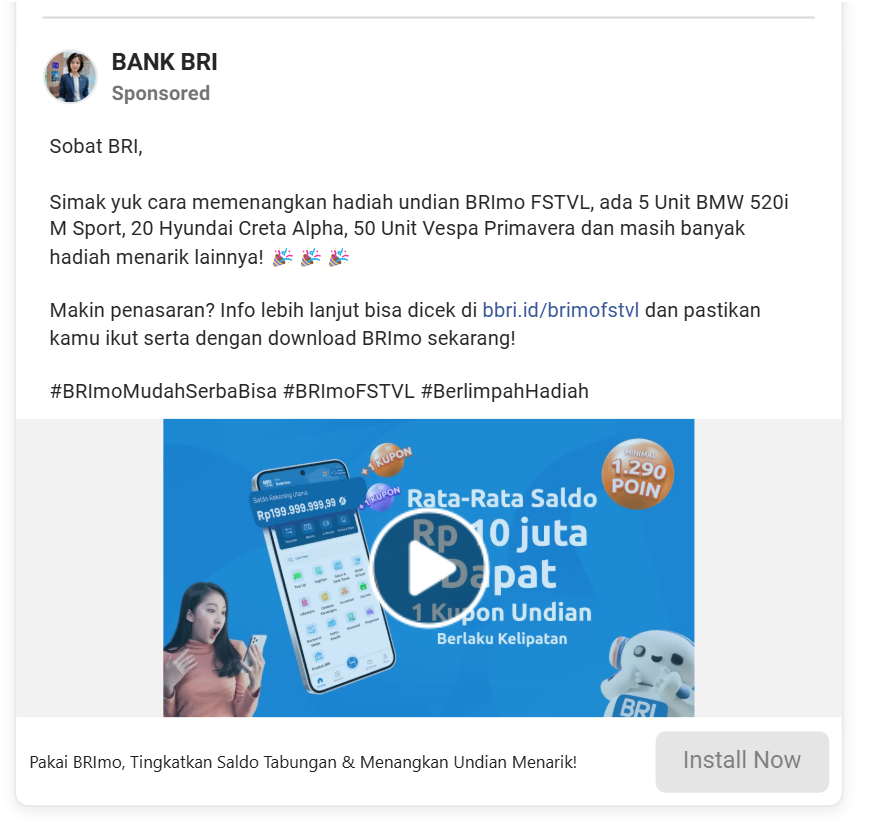 BANK BRI
Sponsored
Sobat BRI,
Simak yuk cara memenangkan hadiah undian BRImo FSTVL, ada 5 Unit BMW 520i
M Sport, 20 Hyundai Creta Alpha, 50 Unit Vespa Primavera dan masih banyak
hadiah menarik lainnya! 🎉 🎉 🎉
Makin penasaran? Info lebih lanjut bisa dicek di bbri.id/brimofstvl dan pastikan
kamu ikut serta dengan download BRImo sekarang!
#BRImoMudahSerbaBisa #BRImoFSTVL #BerlimpahHadiah
+1 KUPON
+1 KUPON
MINIMAL
1.290
POIN
Saldo Rekening Utama
Rp199.999.999,99
Rata-Rata Saldo
Rp 10 juta
Dapat
1 Kupon Undian
Berlaku Kelipatan
BRI
Pakai BRImo, Tingkatkan Saldo Tabungan & Menangkan Undian Menarik!
Install Now